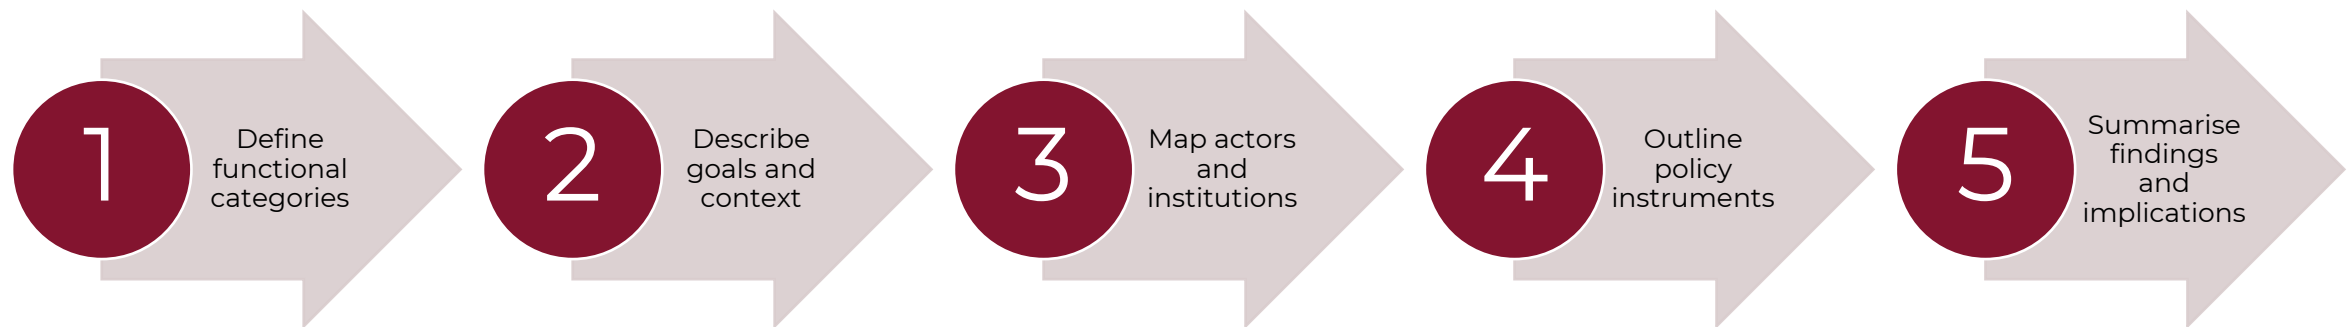 1
Define
functional
categories
2
Describe
goals and
context
3
Map actors
and
institutions
4
Outline
policy
instruments
5
Summarise
findings
and
implications